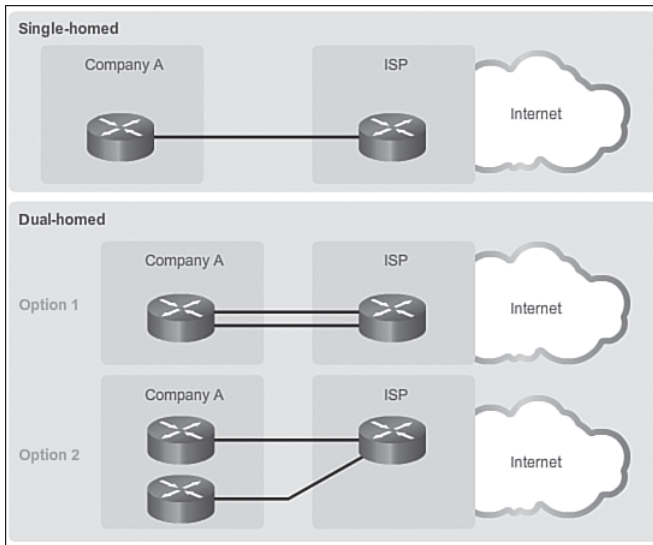 Single-homed
Company A
ISP
Internet
Dual-homed
Option 1
Company A
ISP
Internet
Option 2
Company A
ISP
Internet